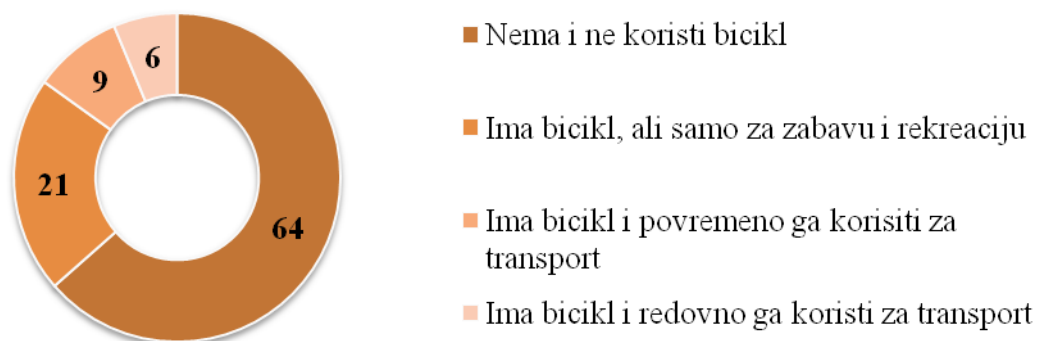 6
9
21
64
Nema i ne koristi bicikl
Ima bicikl, ali samo za zabavu i rekreaciju
Ima bicikl i povremeno ga korisiti za
transport
Ima bicikl i redovno ga koristi za transport